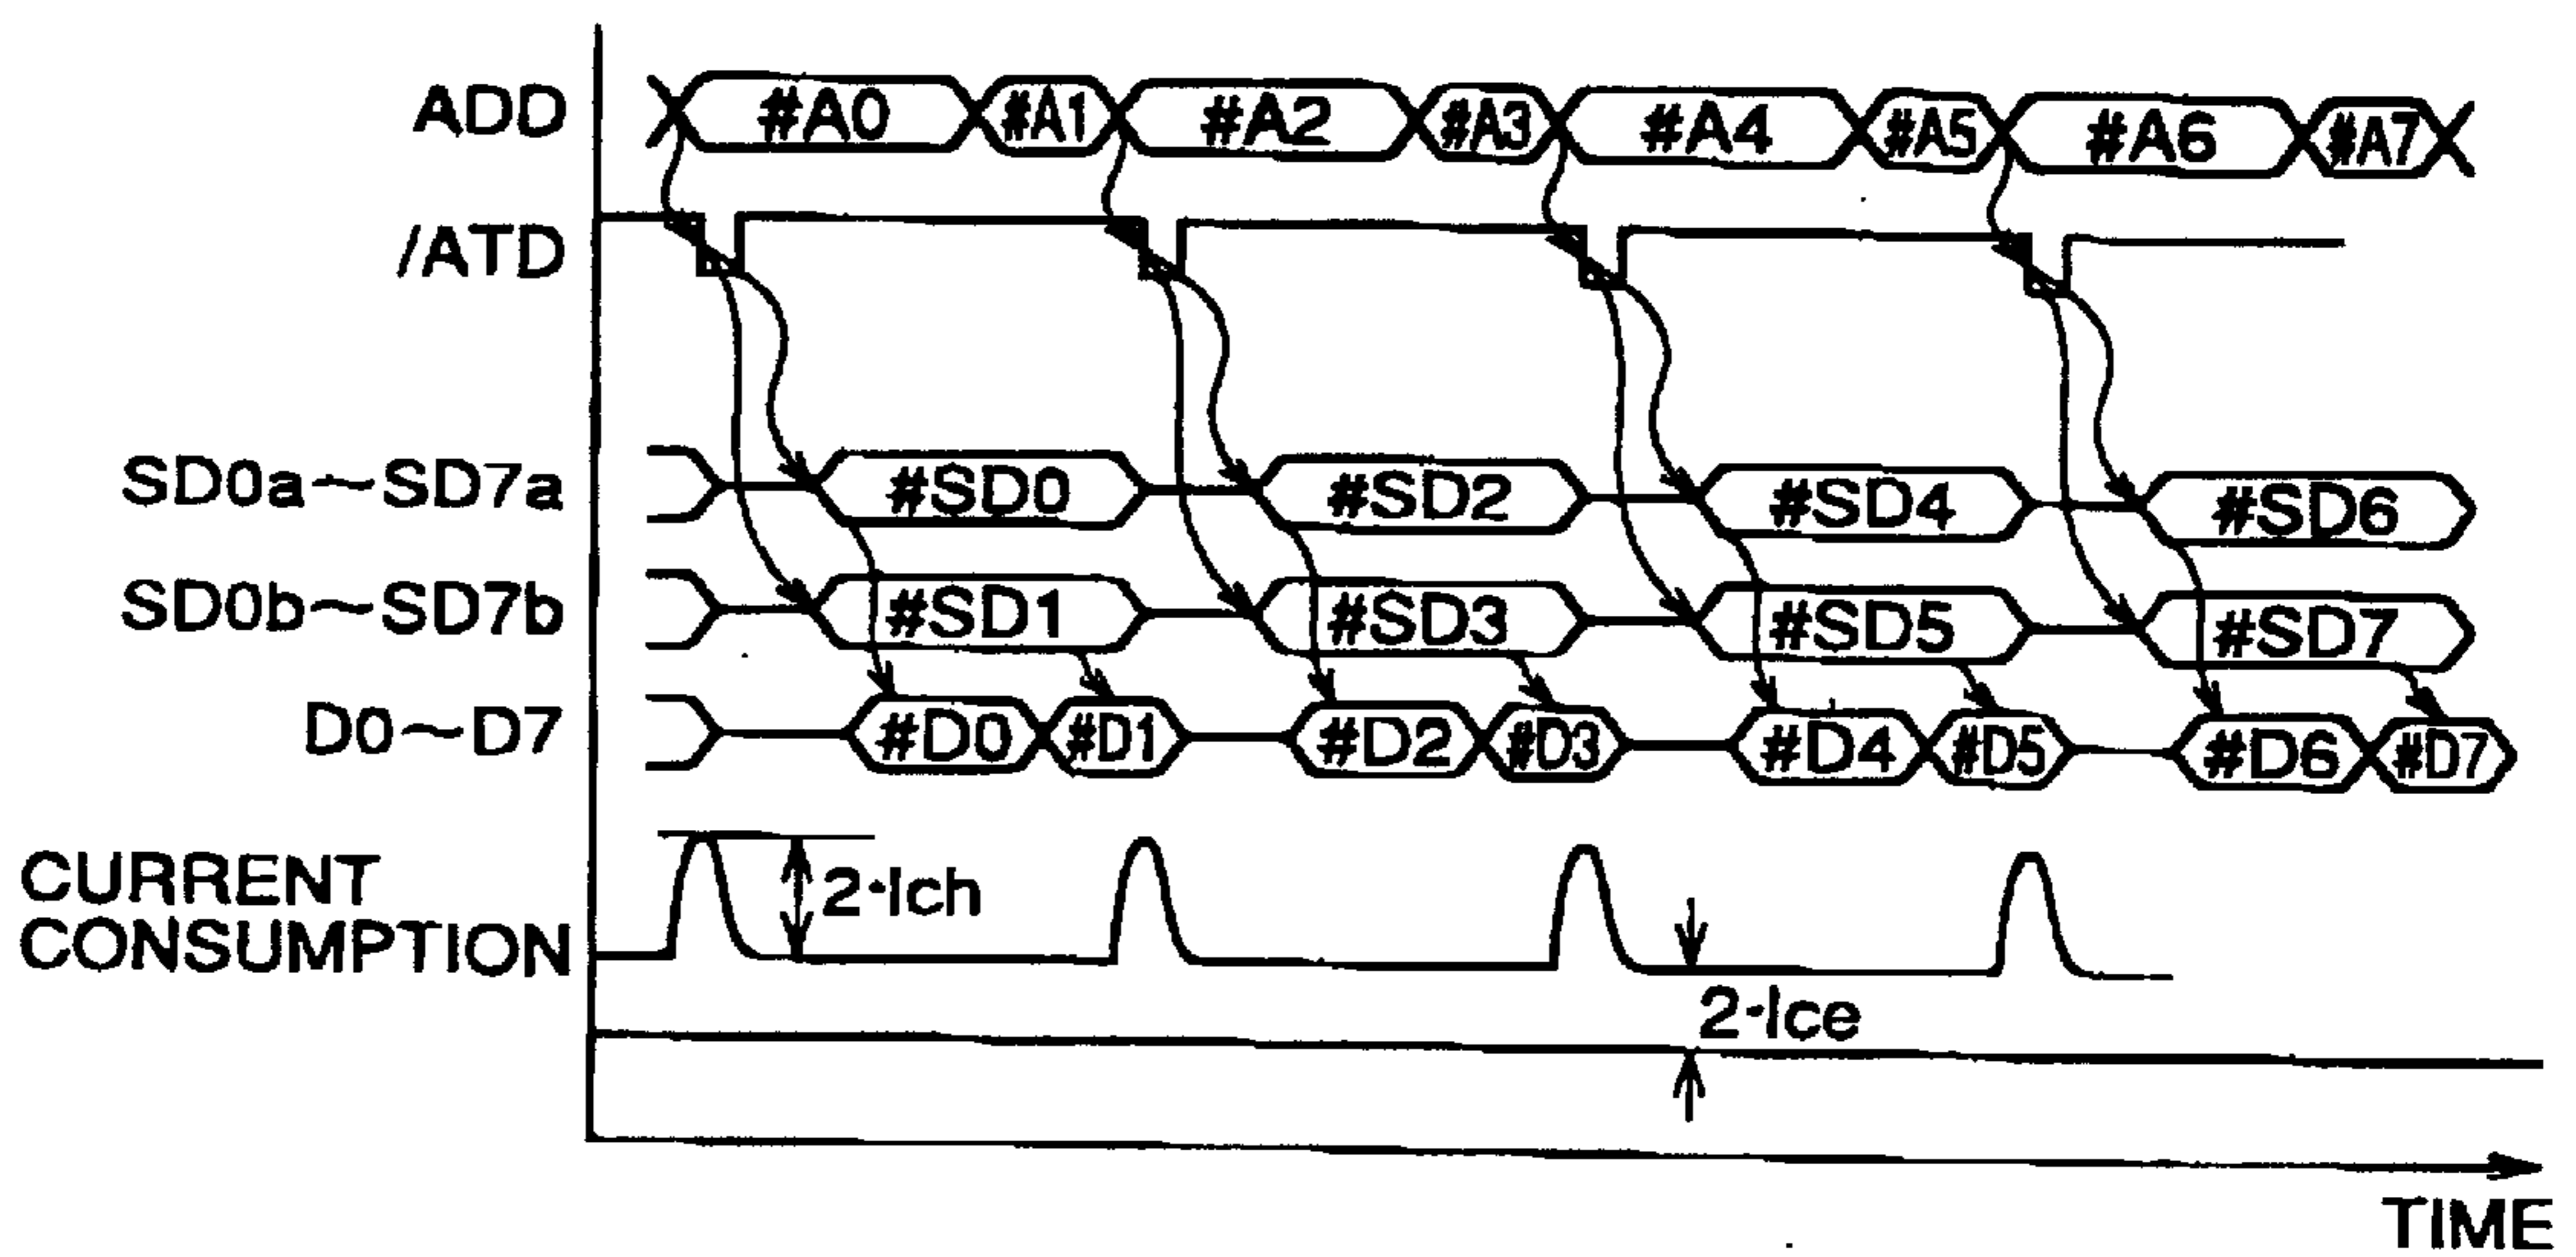 ADD #A0 #A1 #A2 #A3 #A4 #A5 #A6 #A7
/ATD
SD0a~SD7a #SD0 #SD2 #SD4 #SD6
SD0b~SD7b #SD1 #SD3 #SD5 #SD7
D0~D7 #D0 #D1 #D2 #D3 #D4 #D5 #D6 #D7
CURRENT
CONSUMPTION
2·Ich
2·Ice
TIME